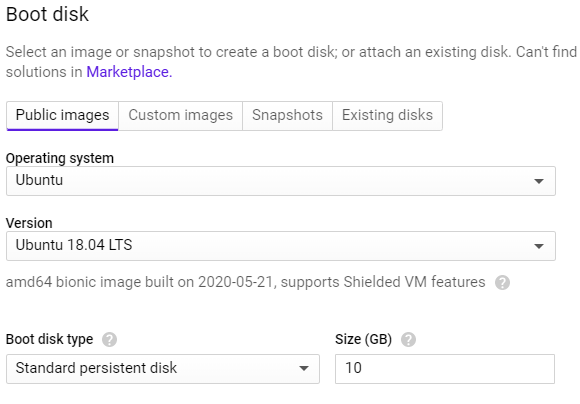 Boot disk
Select an image or snapshot to create a boot disk; or attach an existing disk. Can't find
solutions in Marketplace.
Public images Custom images Snapshots Existing disks
Operating system
Ubuntu
Version
Ubuntu 18.04 LTS
amd64 bionic image built on 2020-05-21, supports Shielded VM features ?
Boot disk type ? Size (GB) ?
Standard persistent disk 10